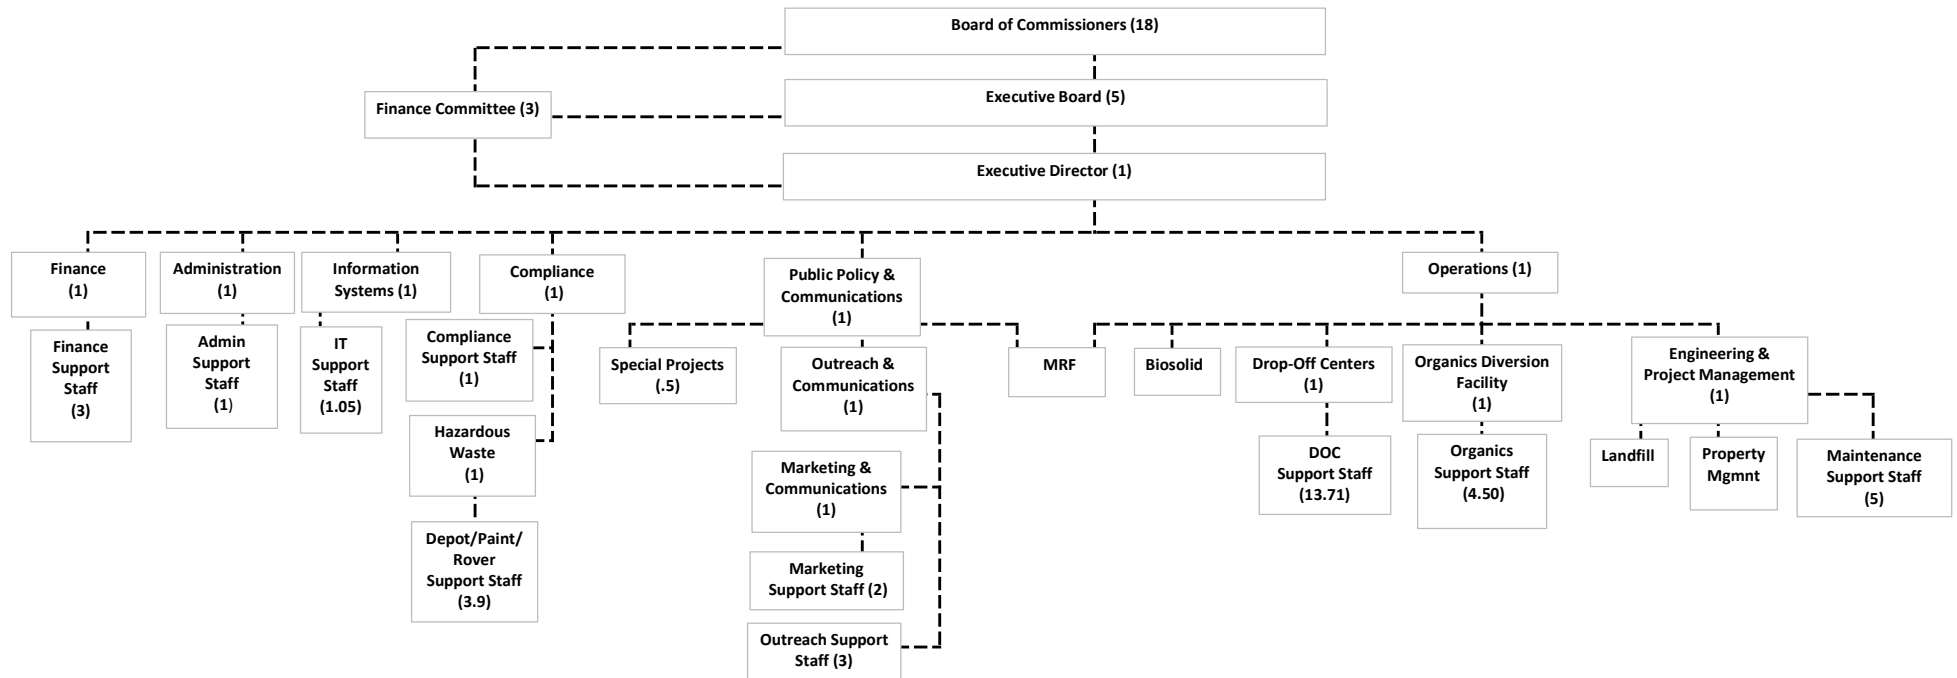 Board of Commissioners (18)
Finance Committee (3)
Executive Board (5)
Executive Director (1)
Finance
(1)
Administration
(1)
Information
Systems (1)
Compliance
(1)
Public Policy &
Communications
(1)
Operations (1)
Finance
Support
Staff
(3)
Admin
Support
Staff
(1)
IT
Support
Staff
(1.05)
Compliance
Support Staff
(1)
Hazardous
Waste
(1)
Depot/Paint/
Rover
Support Staff
(3.9)
Special Projects
(.5)
Outreach &
Communications
(1)
Marketing &
Communications
(1)
Marketing
Support Staff (2)
Outreach Support
Staff (3)
MRF
Biosolid
Drop-Off Centers
(1)
DOC
Support Staff
(13.71)
Organics Diversion
Facility
(1)
Organics
Support Staff
(4.50)
Engineering &
Project Management
(1)
Landfill
Property
Mgmnt
Maintenance
Support Staff
(5)